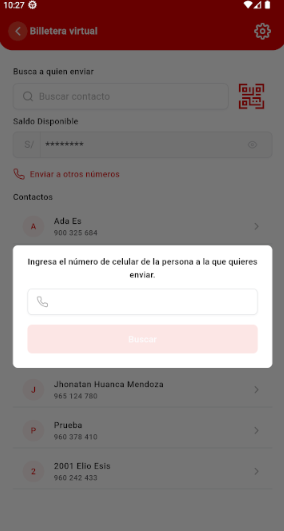 10:27
Billetera virtual
Busca a quien enviar
Buscar contacto
Saldo Disponible
S/ ********
Enviar a otros números
Contactos
A Ada Es
900 325 684
Ingresa el número de celular de la persona a la que quieres
enviar.
Buscar
J Jhonatan Huanca Mendoza
965 124 780
P Prueba
960 378 410
2 2001 Elio Esis
960 242 433